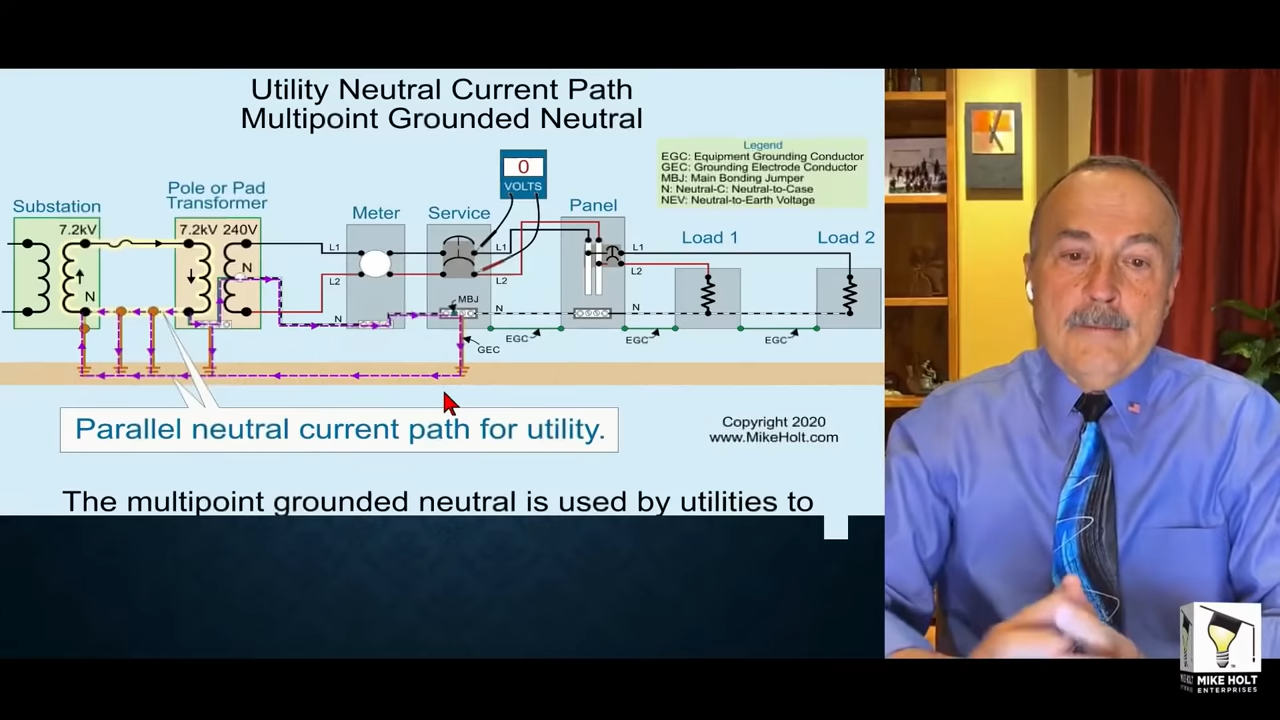 Utility Neutral Current Path
Multipoint Grounded Neutral
Legend
EGC: Equipment Grounding Conductor
GEC: Grounding Electrode Conductor
MBJ: Main Bonding Jumper
N: Neutral-C: Neutral-to-Case
NEV: Neutral-to-Earth Voltage
0
VOLTS
Substation
Pole or Pad
Transformer
Meter
Service
Panel
Load 1
Load 2
7.2kV
7.2kV 240V
N
N
L1
L2
N
L1
L2
MBJ
N
GEC
EGC
L1
L2
N
EGC
EGC
Parallel neutral current path for utility.
Copyright 2020
www.MikeHolt.com
The multipoint grounded neutral is used by utilities to
MIKE HOLT
ENTERPRISES